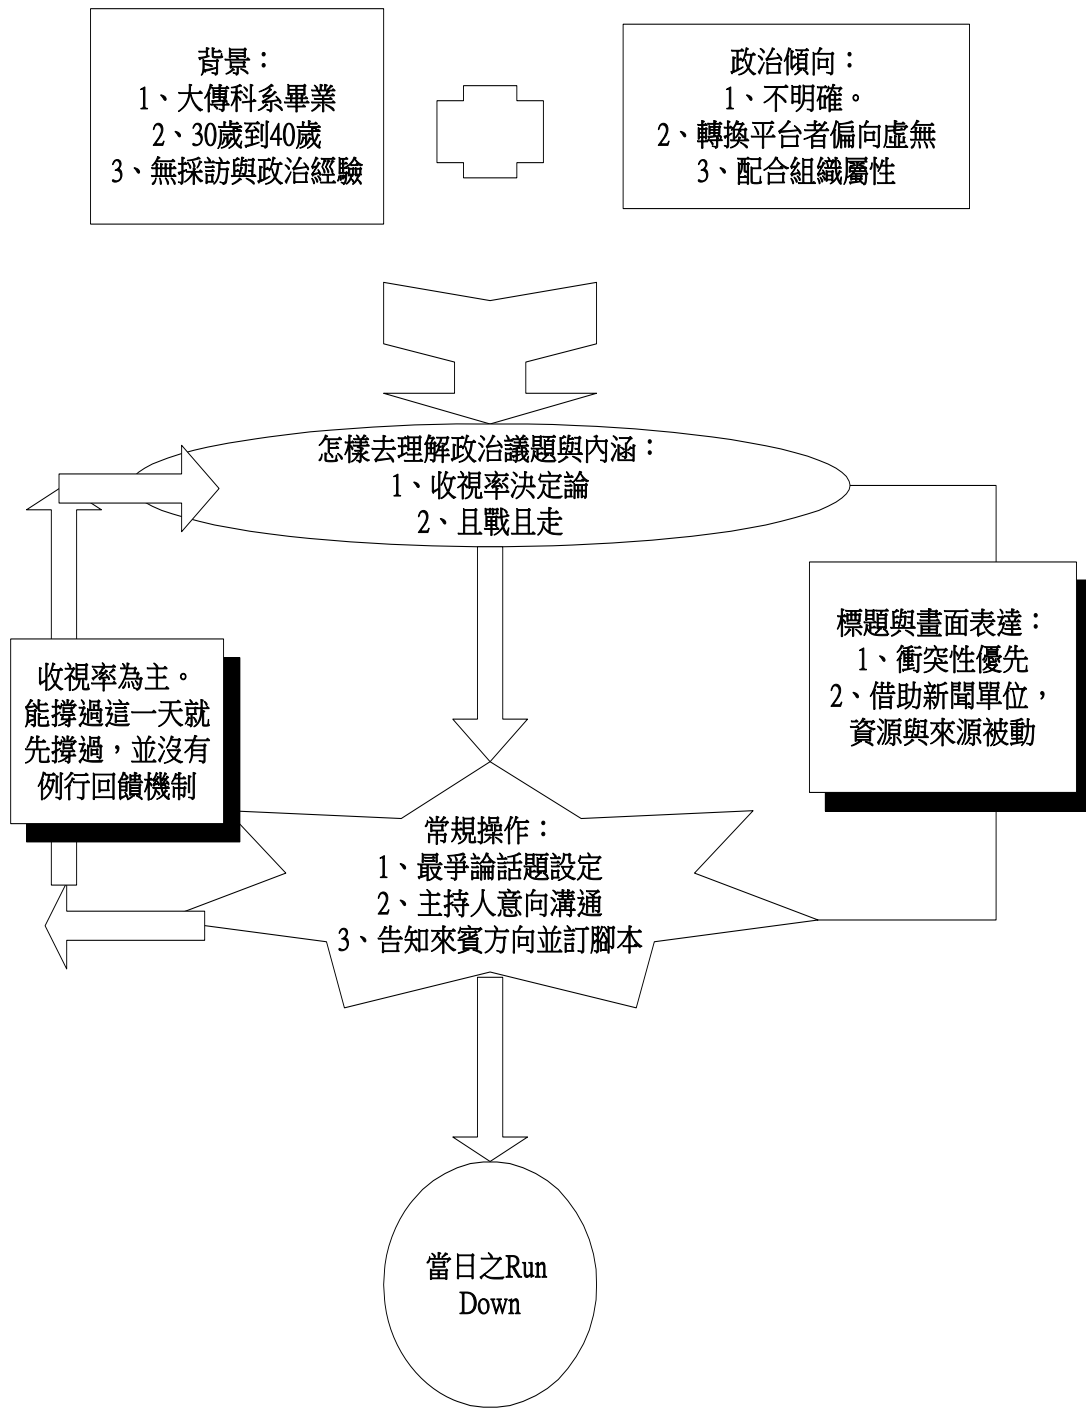 背景：
1、大傳科系畢業
2、30歲到40歲
3、無採訪與政治經驗
政治傾向：
1、不明確。
2、轉換平台者偏向虛無
3、配合組織屬性
怎樣去理解政治議題與內涵：
1、收視率決定論
2、且戰且走
標題與畫面表達：
1、衝突性優先
2、借助新聞單位，
資源與來源被動
收視率為主。
能撐過這一天就
先撐過，並沒有
例行回饋機制
常規操作：
1、最爭論話題設定
2、主持人意向溝通
3、告知來賓方向並訂腳本
當日之Run
Down